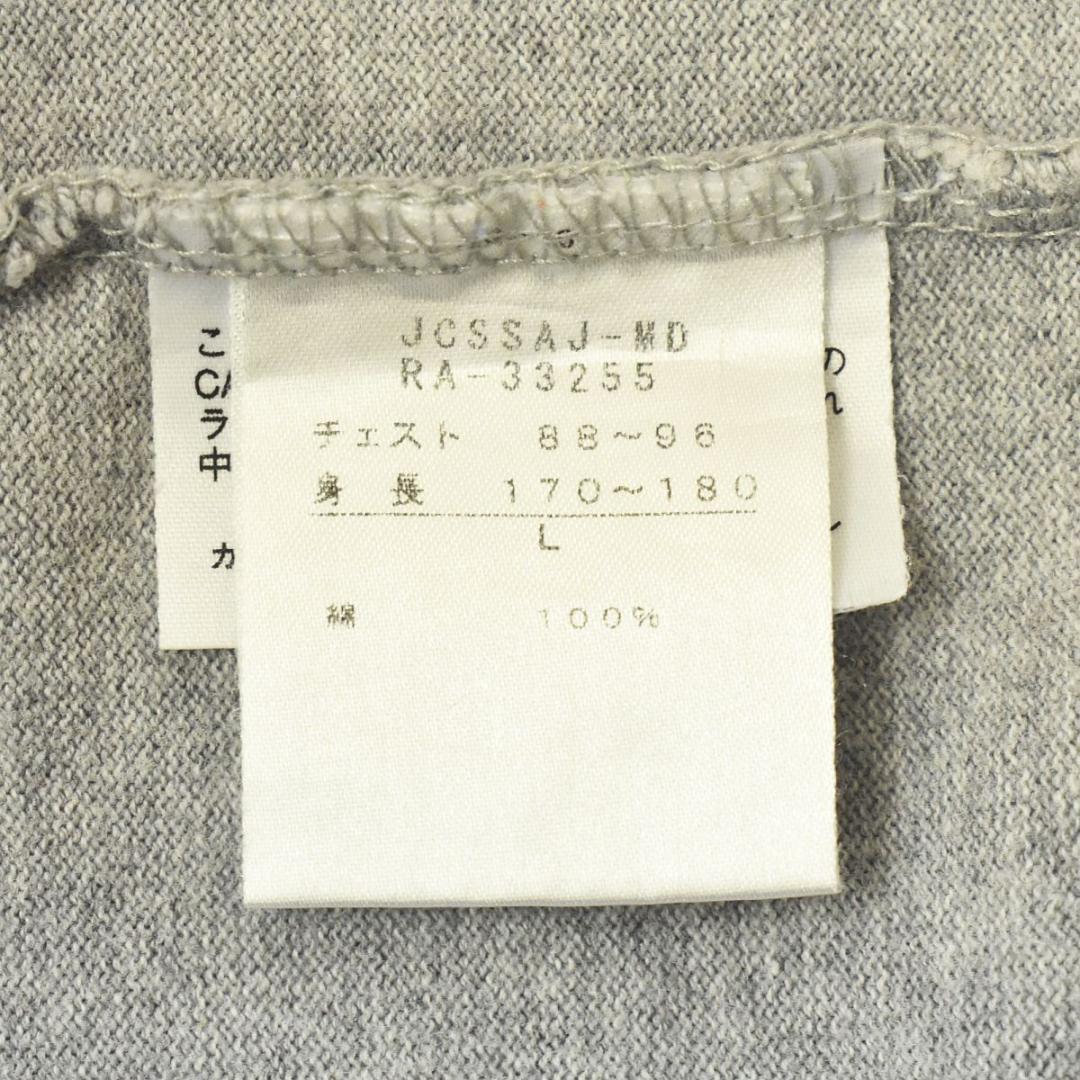 JCSSAJ-MD
RA-33255
チェスト 88~96
身 長 170~180
L
綿 100%
こ
CA
ラ
中
カ
の
れ